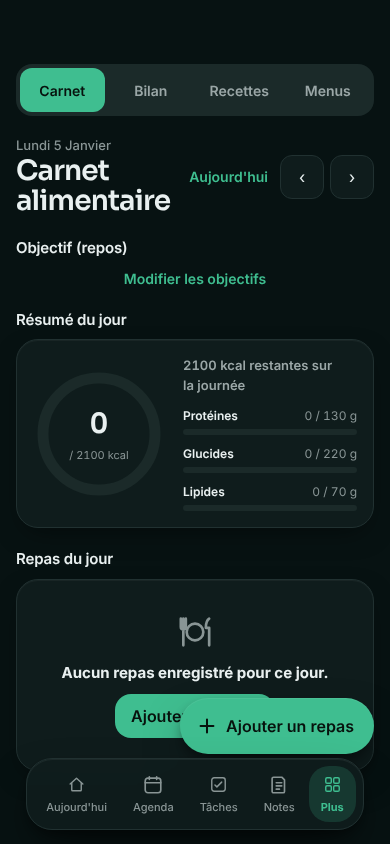 Carnet
Bilan
Recettes
Menus
Lundi 5 Janvier
Carnet
alimentaire
Aujourd'hui
‹
›
Objectif (repos)
Modifier les objectifs
Résumé du jour
0
/ 2100 kcal
2100 kcal restantes sur
la journée
Protéines 0 / 130 g
Glucides 0 / 220 g
Lipides 0 / 70 g
Repas du jour
Aucun repas enregistré pour ce jour.
+ Ajouter un repas
Aujourd'hui
Agenda
Tâches
Notes
Plus